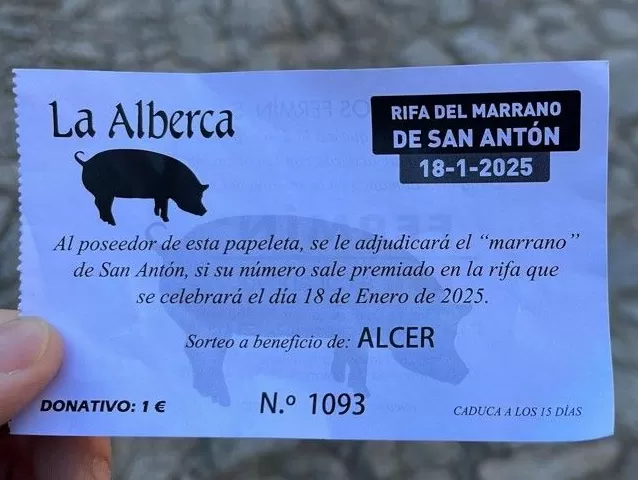 La Alberca
RIFA DEL MARRANO
DE SAN ANTÓN
18-1-2025
Al poseedor de esta papeleta, se le adjudicará el “marrano”
de San Antón, si su número sale premiado en la rifa que
se celebrará el día 18 de Enero de 2025.
Sorteo a beneficio de: ALCER
DONATIVO: 1 €
N.º 1093
CADUCA A LOS 15 DÍAS